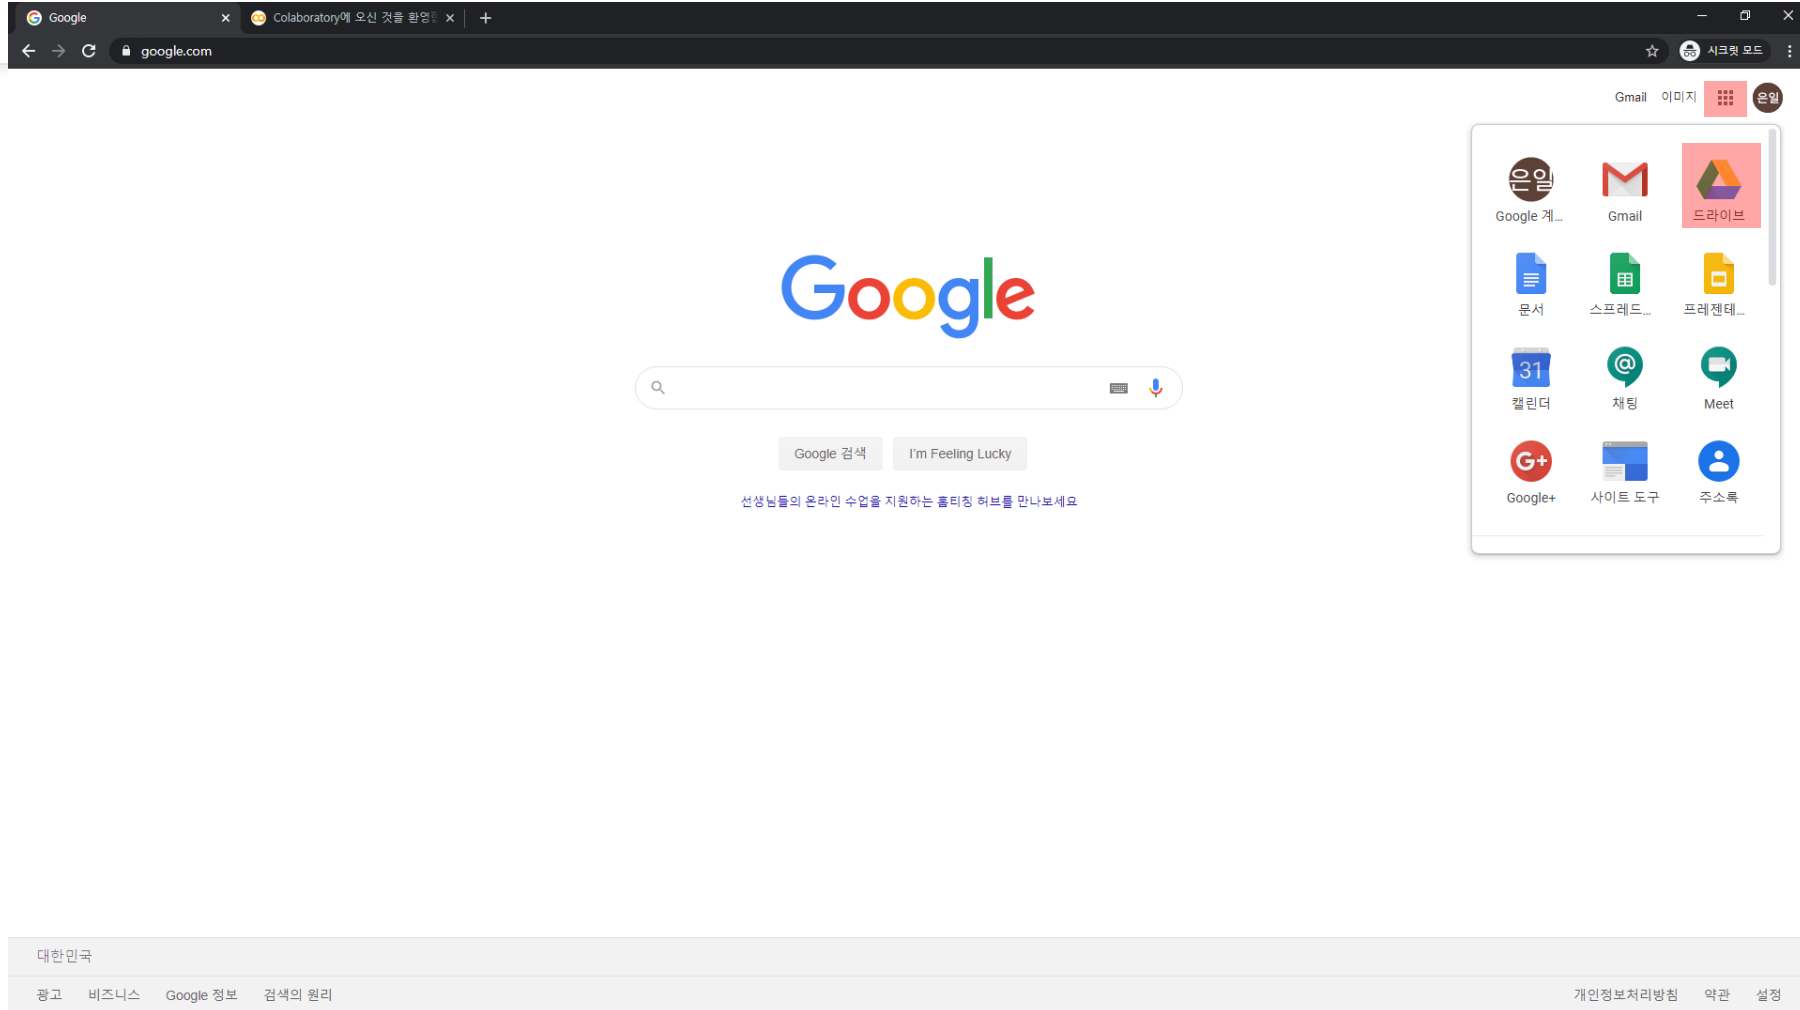 Google
Colaboratory에 오신 것을 환영합
google.com
시크릿 모드
Gmail 이미지 은일
은일
Google 계... Gmail 드라이브
문서 스프레드... 프레젠테...
31
캘린더 채팅 Meet
G+
Google+ 사이트 도구 주소록
Google
Google 검색 I'm Feeling Lucky
선생님들의 온라인 수업을 지원하는 홈티칭 허브를 만나보세요
대한민국
광고 비즈니스 Google 정보 검색의 원리 개인정보처리방침 약관 설정